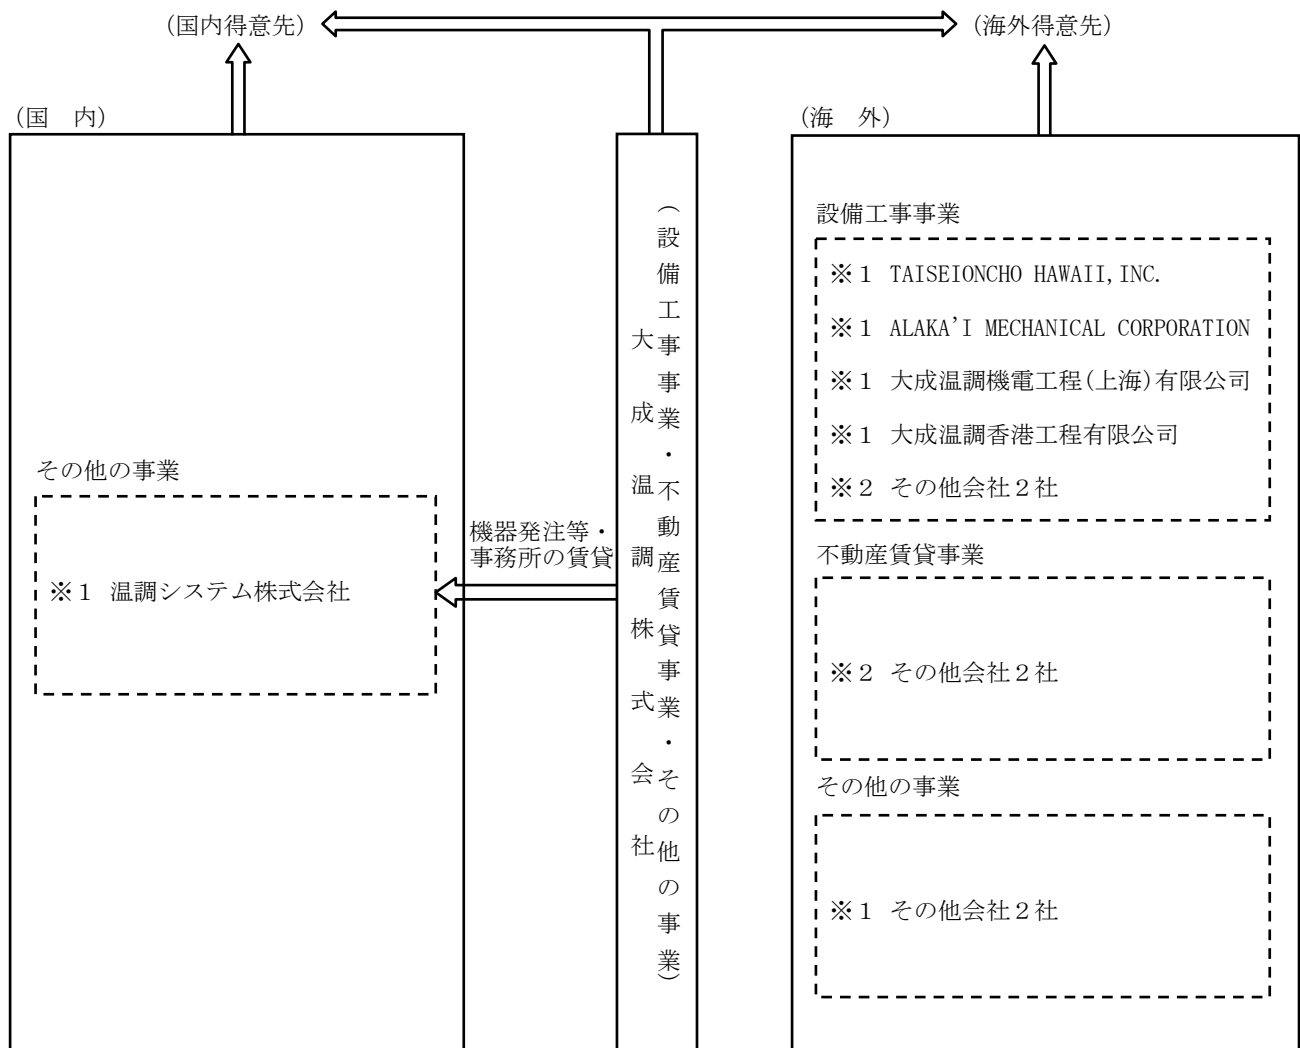 (国内得意先)
(海外得意先)
(国　内)
その他の事業
※１ 温調システム株式会社
機器発注等・
事務所の賃貸
(設備工事事業・不動産賃貸事業・その他の事業)
大成温調株式会社
(海　外)
設備工事事業
※１ TAISEIONCHO HAWAII,INC.
※１ ALAKA'I MECHANICAL CORPORATION
※１ 大成温調機電工程(上海)有限公司
※１ 大成温調香港工程有限公司
※２ その他会社２社
不動産賃貸事業
※２ その他会社２社
その他の事業
※１ その他会社２社